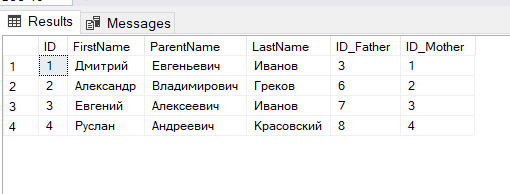 Results Messages
ID FirstName ParentName LastName ID_Father ID_Mother
1 1 Дмитрий Евгеньевич Иванов 3 1
2 2 Александр Владимирович Греков 6 2
3 3 Евгений Алексеевич Иванов 7 3
4 4 Руслан Андреевич Красовский 8 4